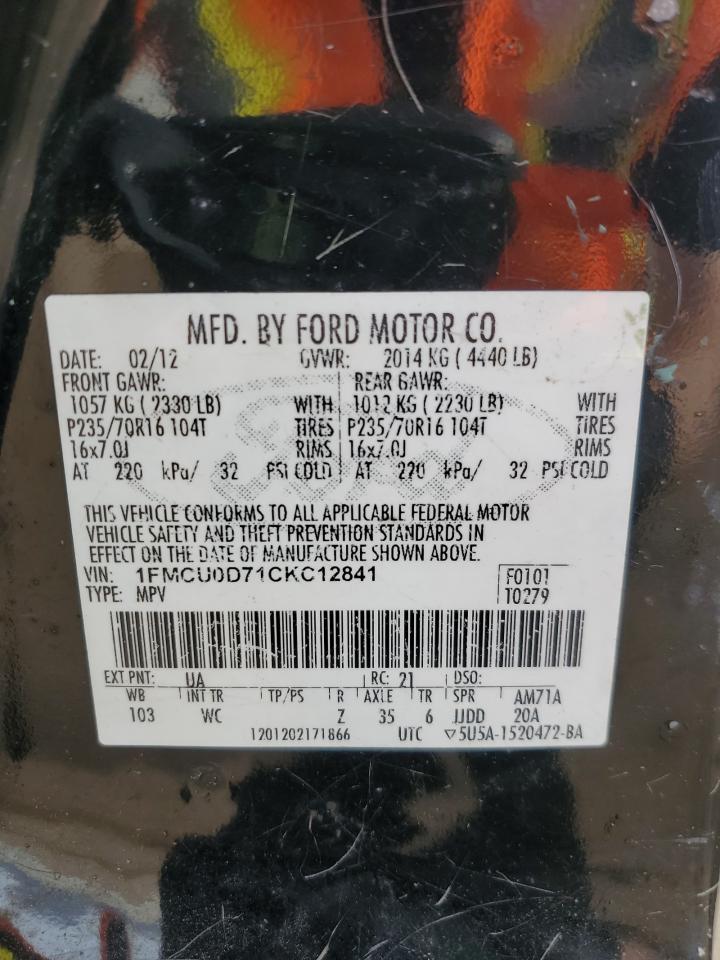 MFD. BY FORD MOTOR CO.
DATE: 02/12 GVWR: 2014 KG ( 4440 LB)
FRONT GAWR: REAR GAWR:
1057 KG ( 2330 LB) WITH 1012 KG ( 2230 LB) WITH
P235/70R16 104T TIRES P235/70R16 104T TIRES
16x7.0J RIMS 16x7.0J RIMS
AT 220 kPa/ 32 PSI COLD AT 220 kPa/ 32 PSI COLD
THIS VEHICLE CONFORMS TO ALL APPLICABLE FEDERAL MOTOR
VEHICLE SAFETY AND THEFT PREVENTION STANDARDS IN
EFFECT ON THE DATE OF MANUFACTURE SHOWN ABOVE.
VIN: 1FMCU0D71CKC12841 F0101
TYPE: MPV T0279
EXT PNT: UA RC: 21 DSO:
WB INT TR TP/PS R AXLE TR SPR AM71A
103 WC Z 35 6 JJDD 20A
1201202171866 UTC ▽5U5A-1520472-BA